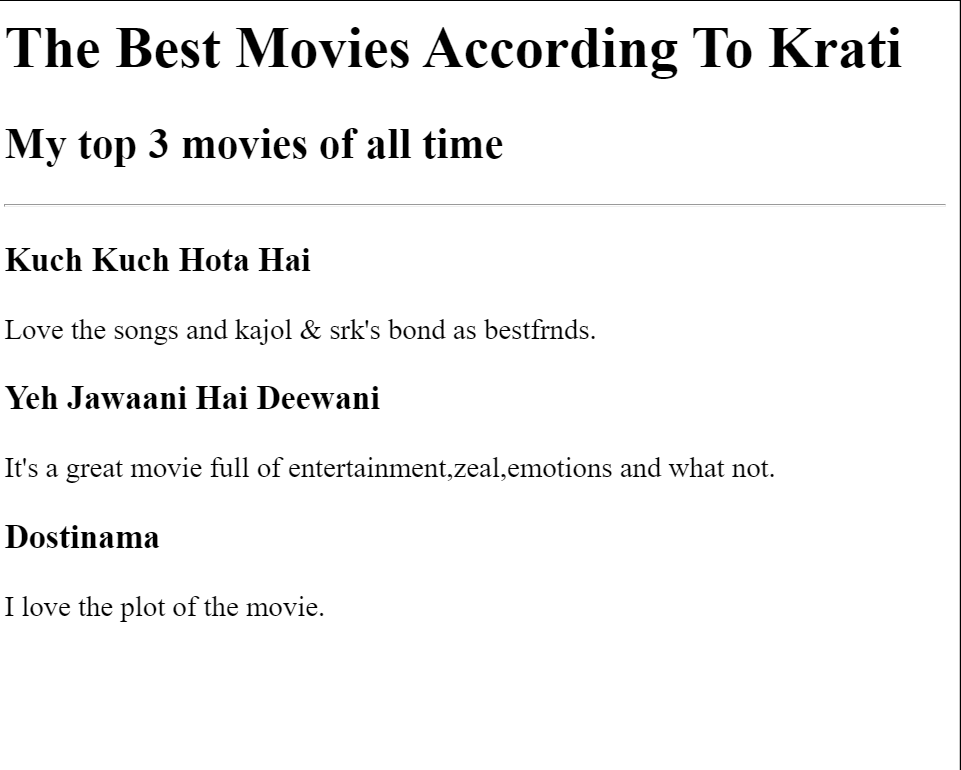 The Best Movies According To Krati
My top 3 movies of all time
Kuch Kuch Hota Hai
Love the songs and kajol & srk's bond as bestfrnds.
Yeh Jawaani Hai Deewani
It's a great movie full of entertainment,zeal,emotions and what not.
Dostinama
I love the plot of the movie.